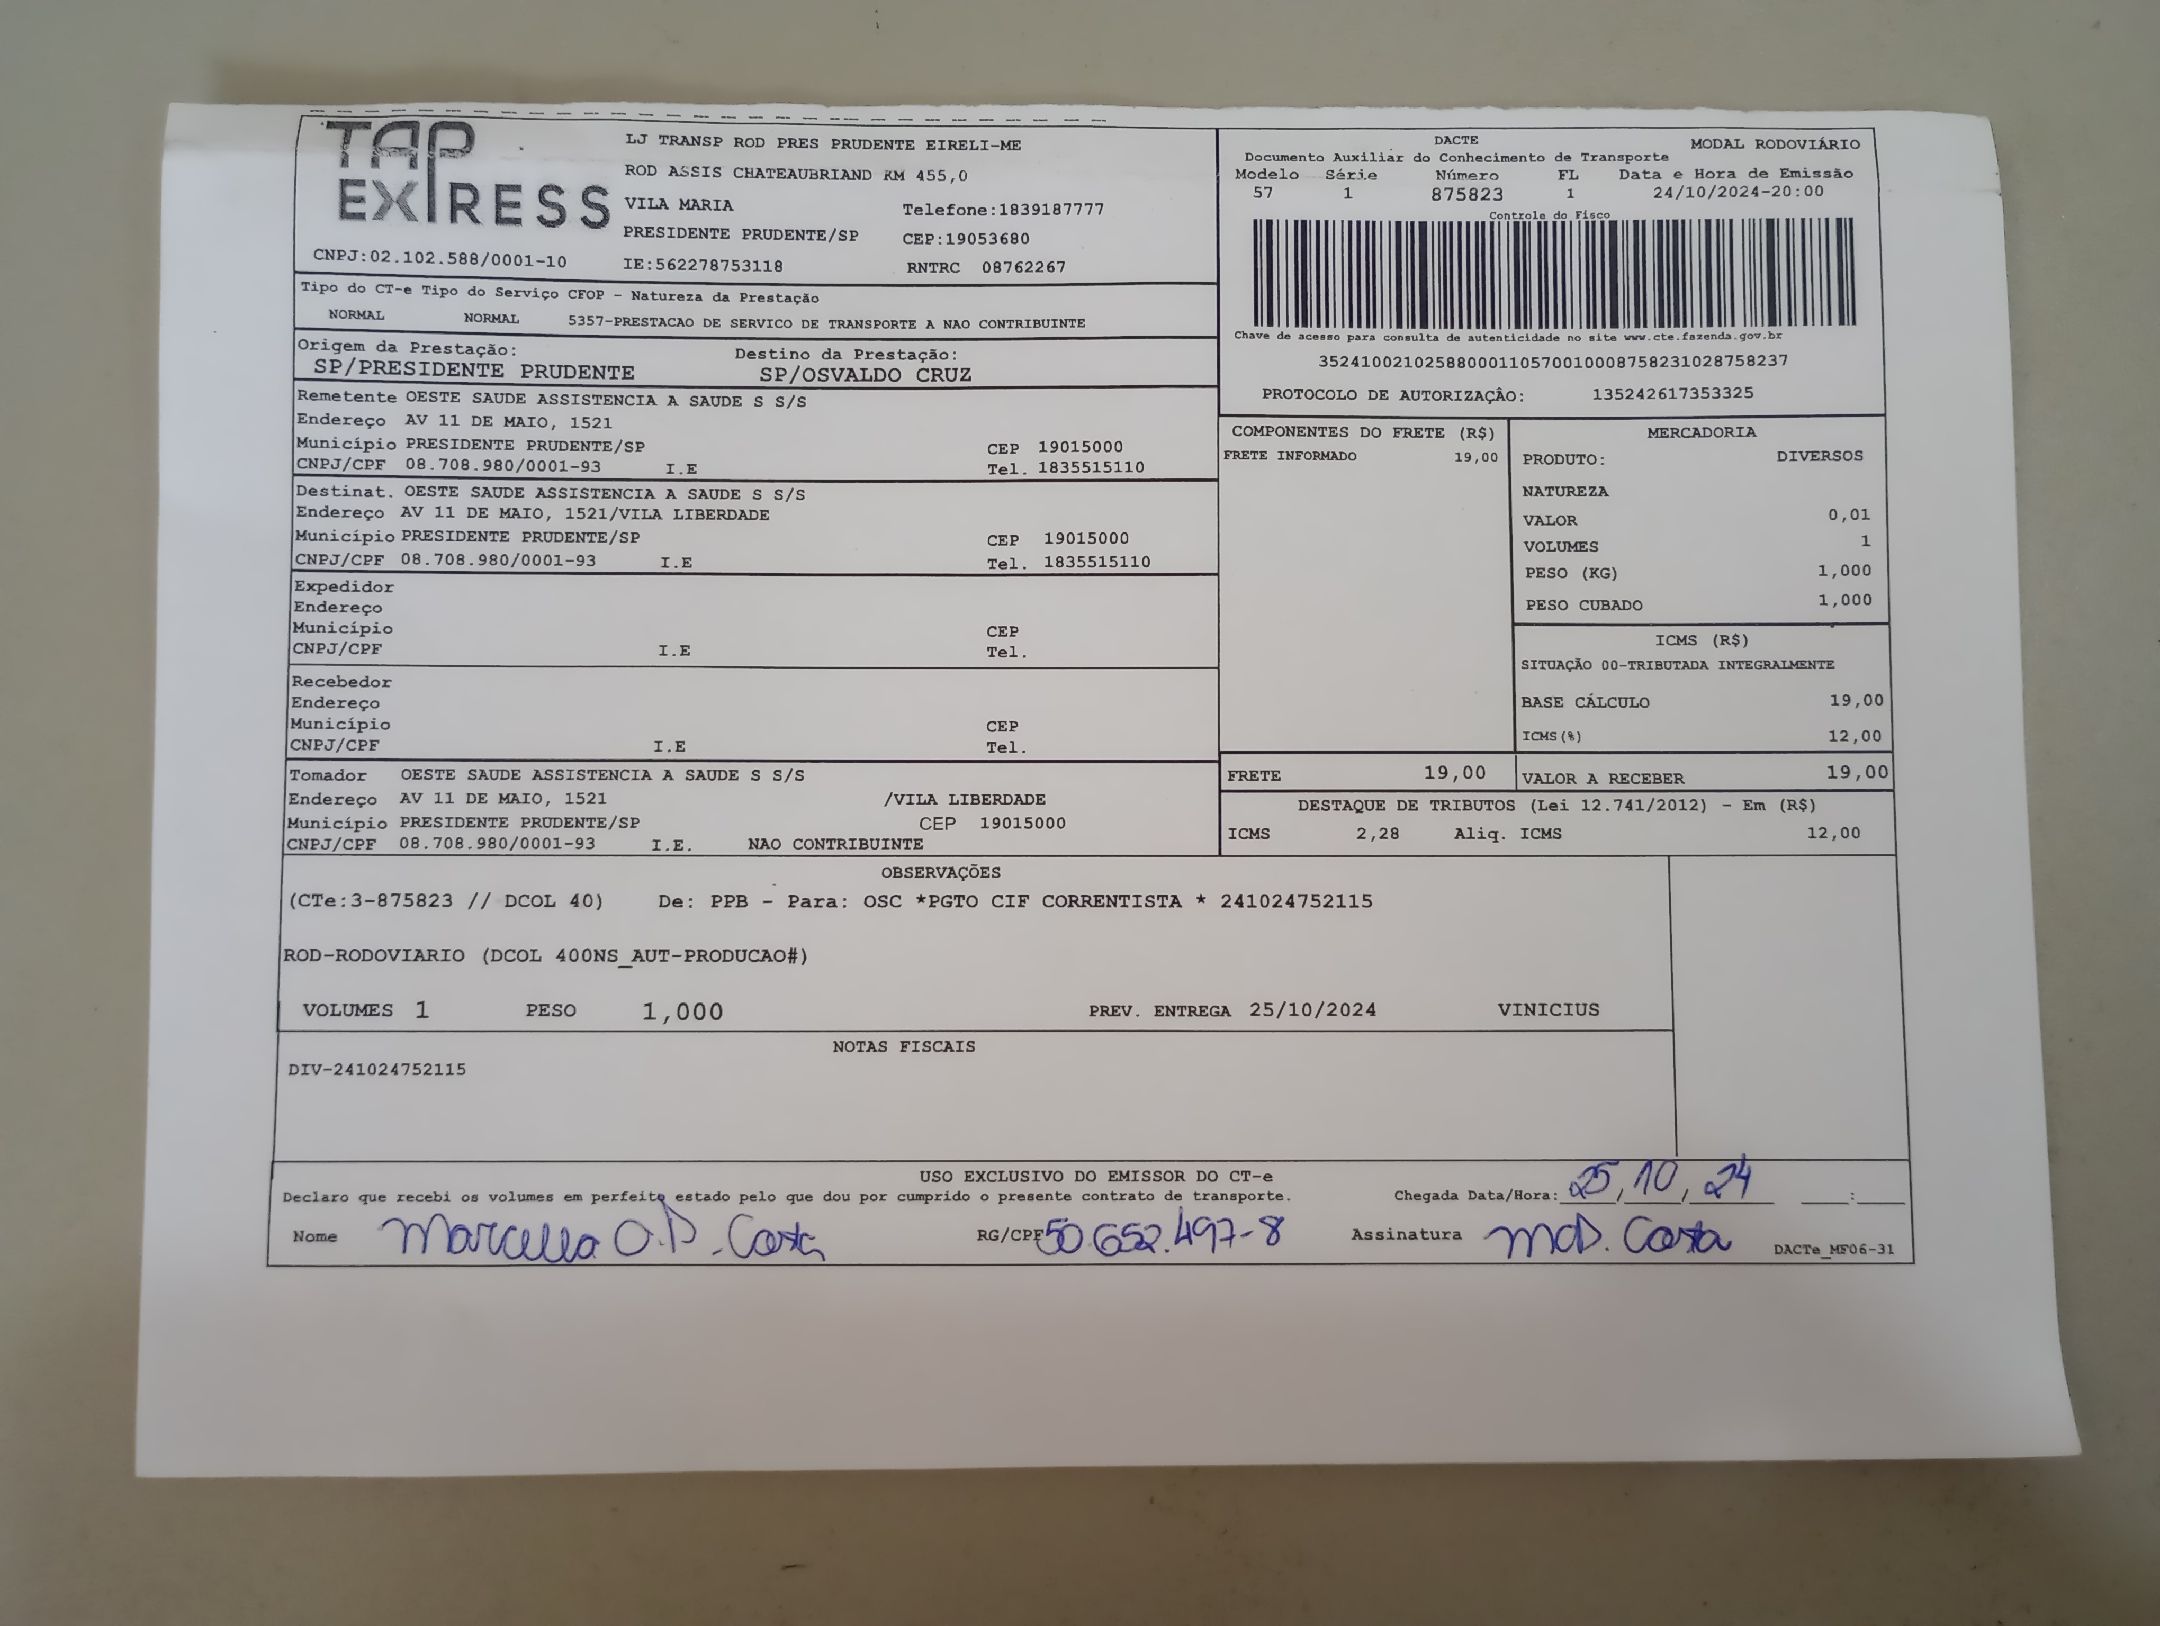 TAP
EXPRESS
CNPJ:02.102.588/0001-10
LJ TRANSP ROD PRES PRUDENTE EIRELI-ME
ROD ASSIS CHATEAUBRIAND KM 455,0
VILA MARIA Telefone:1839187777
PRESIDENTE PRUDENTE/SP CEP:19053680
IE:562278753118 RNTRC 08762267
DACTE MODAL RODOVIÁRIO
Documento Auxiliar do Conhecimento de Transporte
Modelo Série Número FL Data e Hora de Emissão
57 1 875823 1 24/10/2024-20:00
Controle do Fisco
Chave de acesso para consulta de autenticidade no site www.cte.fazenda.gov.br
35241002102588000110570010008758231028758237
PROTOCOLO DE AUTORIZAÇÂO: 135242617353325
Tipo do CT-e Tipo do Serviço CFOP - Natureza da Prestação
NORMAL NORMAL 5357-PRESTACAO DE SERVICO DE TRANSPORTE A NAO CONTRIBUINTE
Origem da Prestação: Destino da Prestação:
SP/PRESIDENTE PRUDENTE SP/OSVALDO CRUZ
Remetente OESTE SAUDE ASSISTENCIA A SAUDE S S/S
Endereço AV 11 DE MAIO, 1521
Município PRESIDENTE PRUDENTE/SP CEP 19015000
CNPJ/CPF 08.708.980/0001-93 I.E Tel. 1835515110
Destinat. OESTE SAUDE ASSISTENCIA A SAUDE S S/S
Endereço AV 11 DE MAIO, 1521/VILA LIBERDADE
Município PRESIDENTE PRUDENTE/SP CEP 19015000
CNPJ/CPF 08.708.980/0001-93 I.E Tel. 1835515110
Expedidor
Endereço
Município CEP
CNPJ/CPF I.E Tel.
Recebedor
Endereço
Município CEP
CNPJ/CPF I.E Tel.
Tomador OESTE SAUDE ASSISTENCIA A SAUDE S S/S
Endereço AV 11 DE MAIO, 1521 /VILA LIBERDADE
Município PRESIDENTE PRUDENTE/SP CEP 19015000
CNPJ/CPF 08.708.980/0001-93 I.E. NAO CONTRIBUINTE
COMPONENTES DO FRETE (R$)
FRETE INFORMADO 19,00
MERCADORIA
PRODUTO: DIVERSOS
NATUREZA
VALOR 0,01
VOLUMES 1
PESO (KG) 1,000
PESO CUBADO 1,000
ICMS (R$)
SITUAÇÃO 00-TRIBUTADA INTEGRALMENTE
BASE CÁLCULO 19,00
ICMS(%) 12,00
FRETE 19,00 VALOR A RECEBER 19,00
DESTAQUE DE TRIBUTOS (Lei 12.741/2012) - Em (R$)
ICMS 2,28 Aliq. ICMS 12,00
OBSERVAÇÕES
(CTe:3-875823 // DCOL 40) De: PPB - Para: OSC *PGTO CIF CORRENTISTA * 241024752115
ROD-RODOVIARIO (DCOL 400NS_AUT-PRODUCAO#)
VOLUMES 1 PESO 1,000 PREV. ENTREGA 25/10/2024 VINICIUS
NOTAS FISCAIS
DIV-241024752115
USO EXCLUSIVO DO EMISSOR DO CT-e
Declaro que recebi os volumes em perfeito estado pelo que dou por cumprido o presente contrato de transporte. Chegada Data/Hora: 25/10/24 __:__
Nome Marcella O.D. Costa RG/CPF 50.652.497-8 Assinatura MOD. Costa DACTe_MF06-31